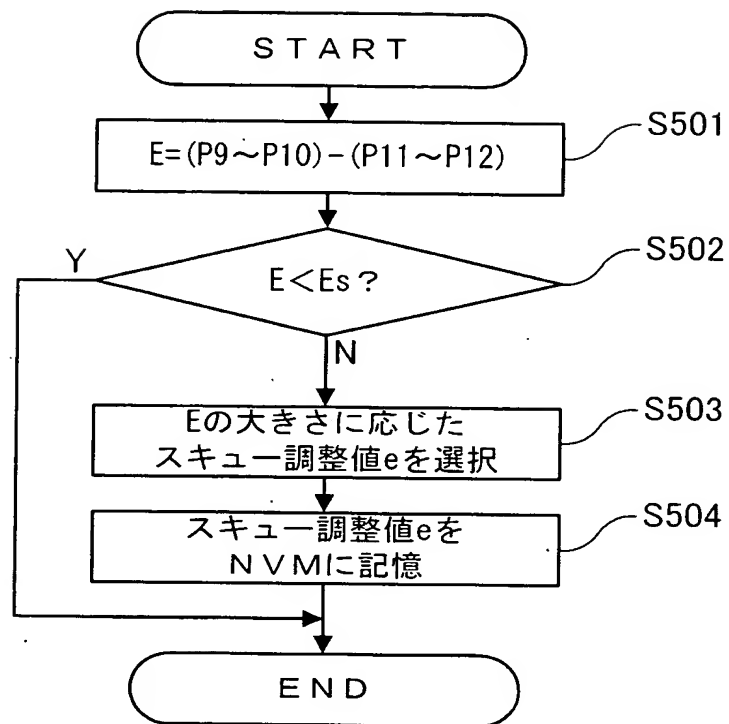 START
E=(P9～P10)-(P11～P12)
S501
E＜Es？
S502
Y
N
Eの大きさに応じた
スキュー調整値eを選択
S503
スキュー調整値eを
NVMに記憶
S504
END